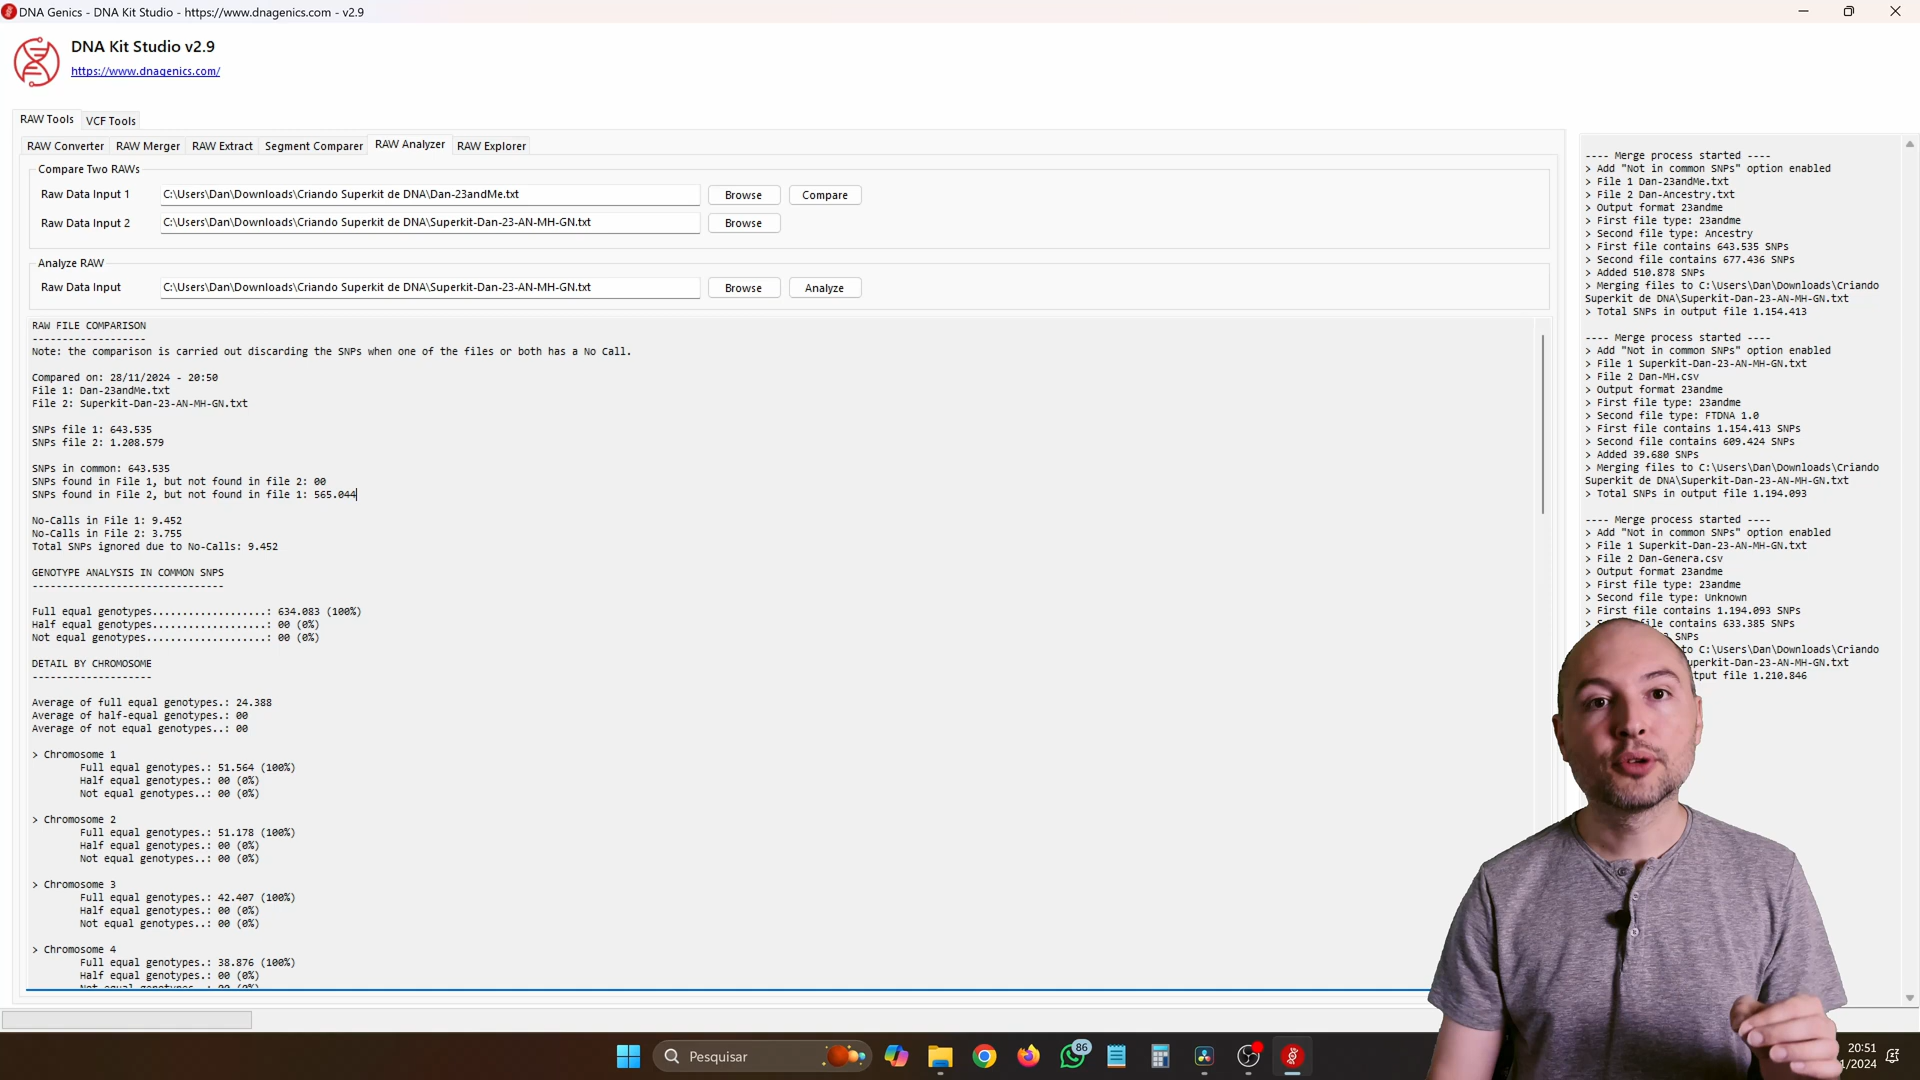 DNA Genics - DNA Kit Studio - https://www.dnagenics.com - v2.9
DNA Kit Studio v2.9
https://www.dnagenics.com/
RAW Tools
VCF Tools
RAW Converter
RAW Merger
RAW Extract
Segment Comparer
RAW Analyzer
RAW Explorer
Compare Two RAWs
Raw Data Input 1
C:\Users\Dan\Downloads\Criando Superkit de DNA\Dan-23andMe.txt
Browse
Compare
Raw Data Input 2
C:\Users\Dan\Downloads\Criando Superkit de DNA\Superkit-Dan-23-AN-MH-GN.txt
Browse
Analyze RAW
Raw Data Input
C:\Users\Dan\Downloads\Criando Superkit de DNA\Superkit-Dan-23-AN-MH-GN.txt
Browse
Analyze
RAW FILE COMPARISON
-------------------
Note: the comparison is carried out discarding the SNPs when one of the files or both has a No Call.
Compared on: 28/11/2024 - 20:50
File 1: Dan-23andMe.txt
File 2: Superkit-Dan-23-AN-MH-GN.txt
SNPs file 1: 643.535
SNPs file 2: 1.208.579
SNPs in common: 643.535
SNPs found in File 1, but not found in file 2: 00
SNPs found in File 2, but not found in file 1: 565.044
No-Calls in File 1: 9.452
No-Calls in File 2: 3.755
Total SNPs ignored due to No-Calls: 9.452
GENOTYPE ANALYSIS IN COMMON SNPS
--------------------------------
Full equal genotypes...................: 634.083 (100%)
Half equal genotypes...................: 00 (0%)
Not equal genotypes....................: 00 (0%)
DETAIL BY CHROMOSOME
--------------------
Average of full equal genotypes.: 24.388
Average of half-equal genotypes.: 00
Average of not equal genotypes..: 00
> Chromosome 1
Full equal genotypes.: 51.564 (100%)
Half equal genotypes.: 00 (0%)
Not equal genotypes..: 00 (0%)
> Chromosome 2
Full equal genotypes.: 51.178 (100%)
Half equal genotypes.: 00 (0%)
Not equal genotypes..: 00 (0%)
> Chromosome 3
Full equal genotypes.: 42.407 (100%)
Half equal genotypes.: 00 (0%)
Not equal genotypes..: 00 (0%)
> Chromosome 4
Full equal genotypes.: 38.876 (100%)
Half equal genotypes.: 00 (0%)
Not equal genotypes..: 00 (0%)
---- Merge process started ----
> Add "Not in common SNPs" option enabled
> File 1 Dan-23andMe.txt
> File 2 Dan-Ancestry.txt
> Output format 23andme
> First file type: 23andme
> Second file type: Ancestry
> First file contains 643.535 SNPs
> Second file contains 677.436 SNPs
> Added 510.878 SNPs
> Merging files to C:\Users\Dan\Downloads\Criando
Superkit de DNA\Superkit-Dan-23-AN-MH-GN.txt
> Total SNPs in output file 1.154.413
---- Merge process started ----
> Add "Not in common SNPs" option enabled
> File 1 Superkit-Dan-23-AN-MH-GN.txt
> File 2 Dan-MH.csv
> Output format 23andme
> First file type: 23andme
> Second file type: FTDNA 1.0
> First file contains 1.154.413 SNPs
> Second file contains 609.424 SNPs
> Added 39.680 SNPs
> Merging files to C:\Users\Dan\Downloads\Criando
Superkit de DNA\Superkit-Dan-23-AN-MH-GN.txt
> Total SNPs in output file 1.194.093
---- Merge process started ----
> Add "Not in common SNPs" option enabled
> File 1 Superkit-Dan-23-AN-MH-GN.txt
> File 2 Dan-Genera.csv
> Output format 23andme
> First file type: 23andme
> Second file type: Unknown
> First file contains 1.194.093 SNPs
file contains 633.385 SNPs
SNPs
to C:\Users\Dan\Downloads\Criando
uperkit-Dan-23-AN-MH-GN.txt
tput file 1.210.846
Pesquisar
86
20:51
1/2024